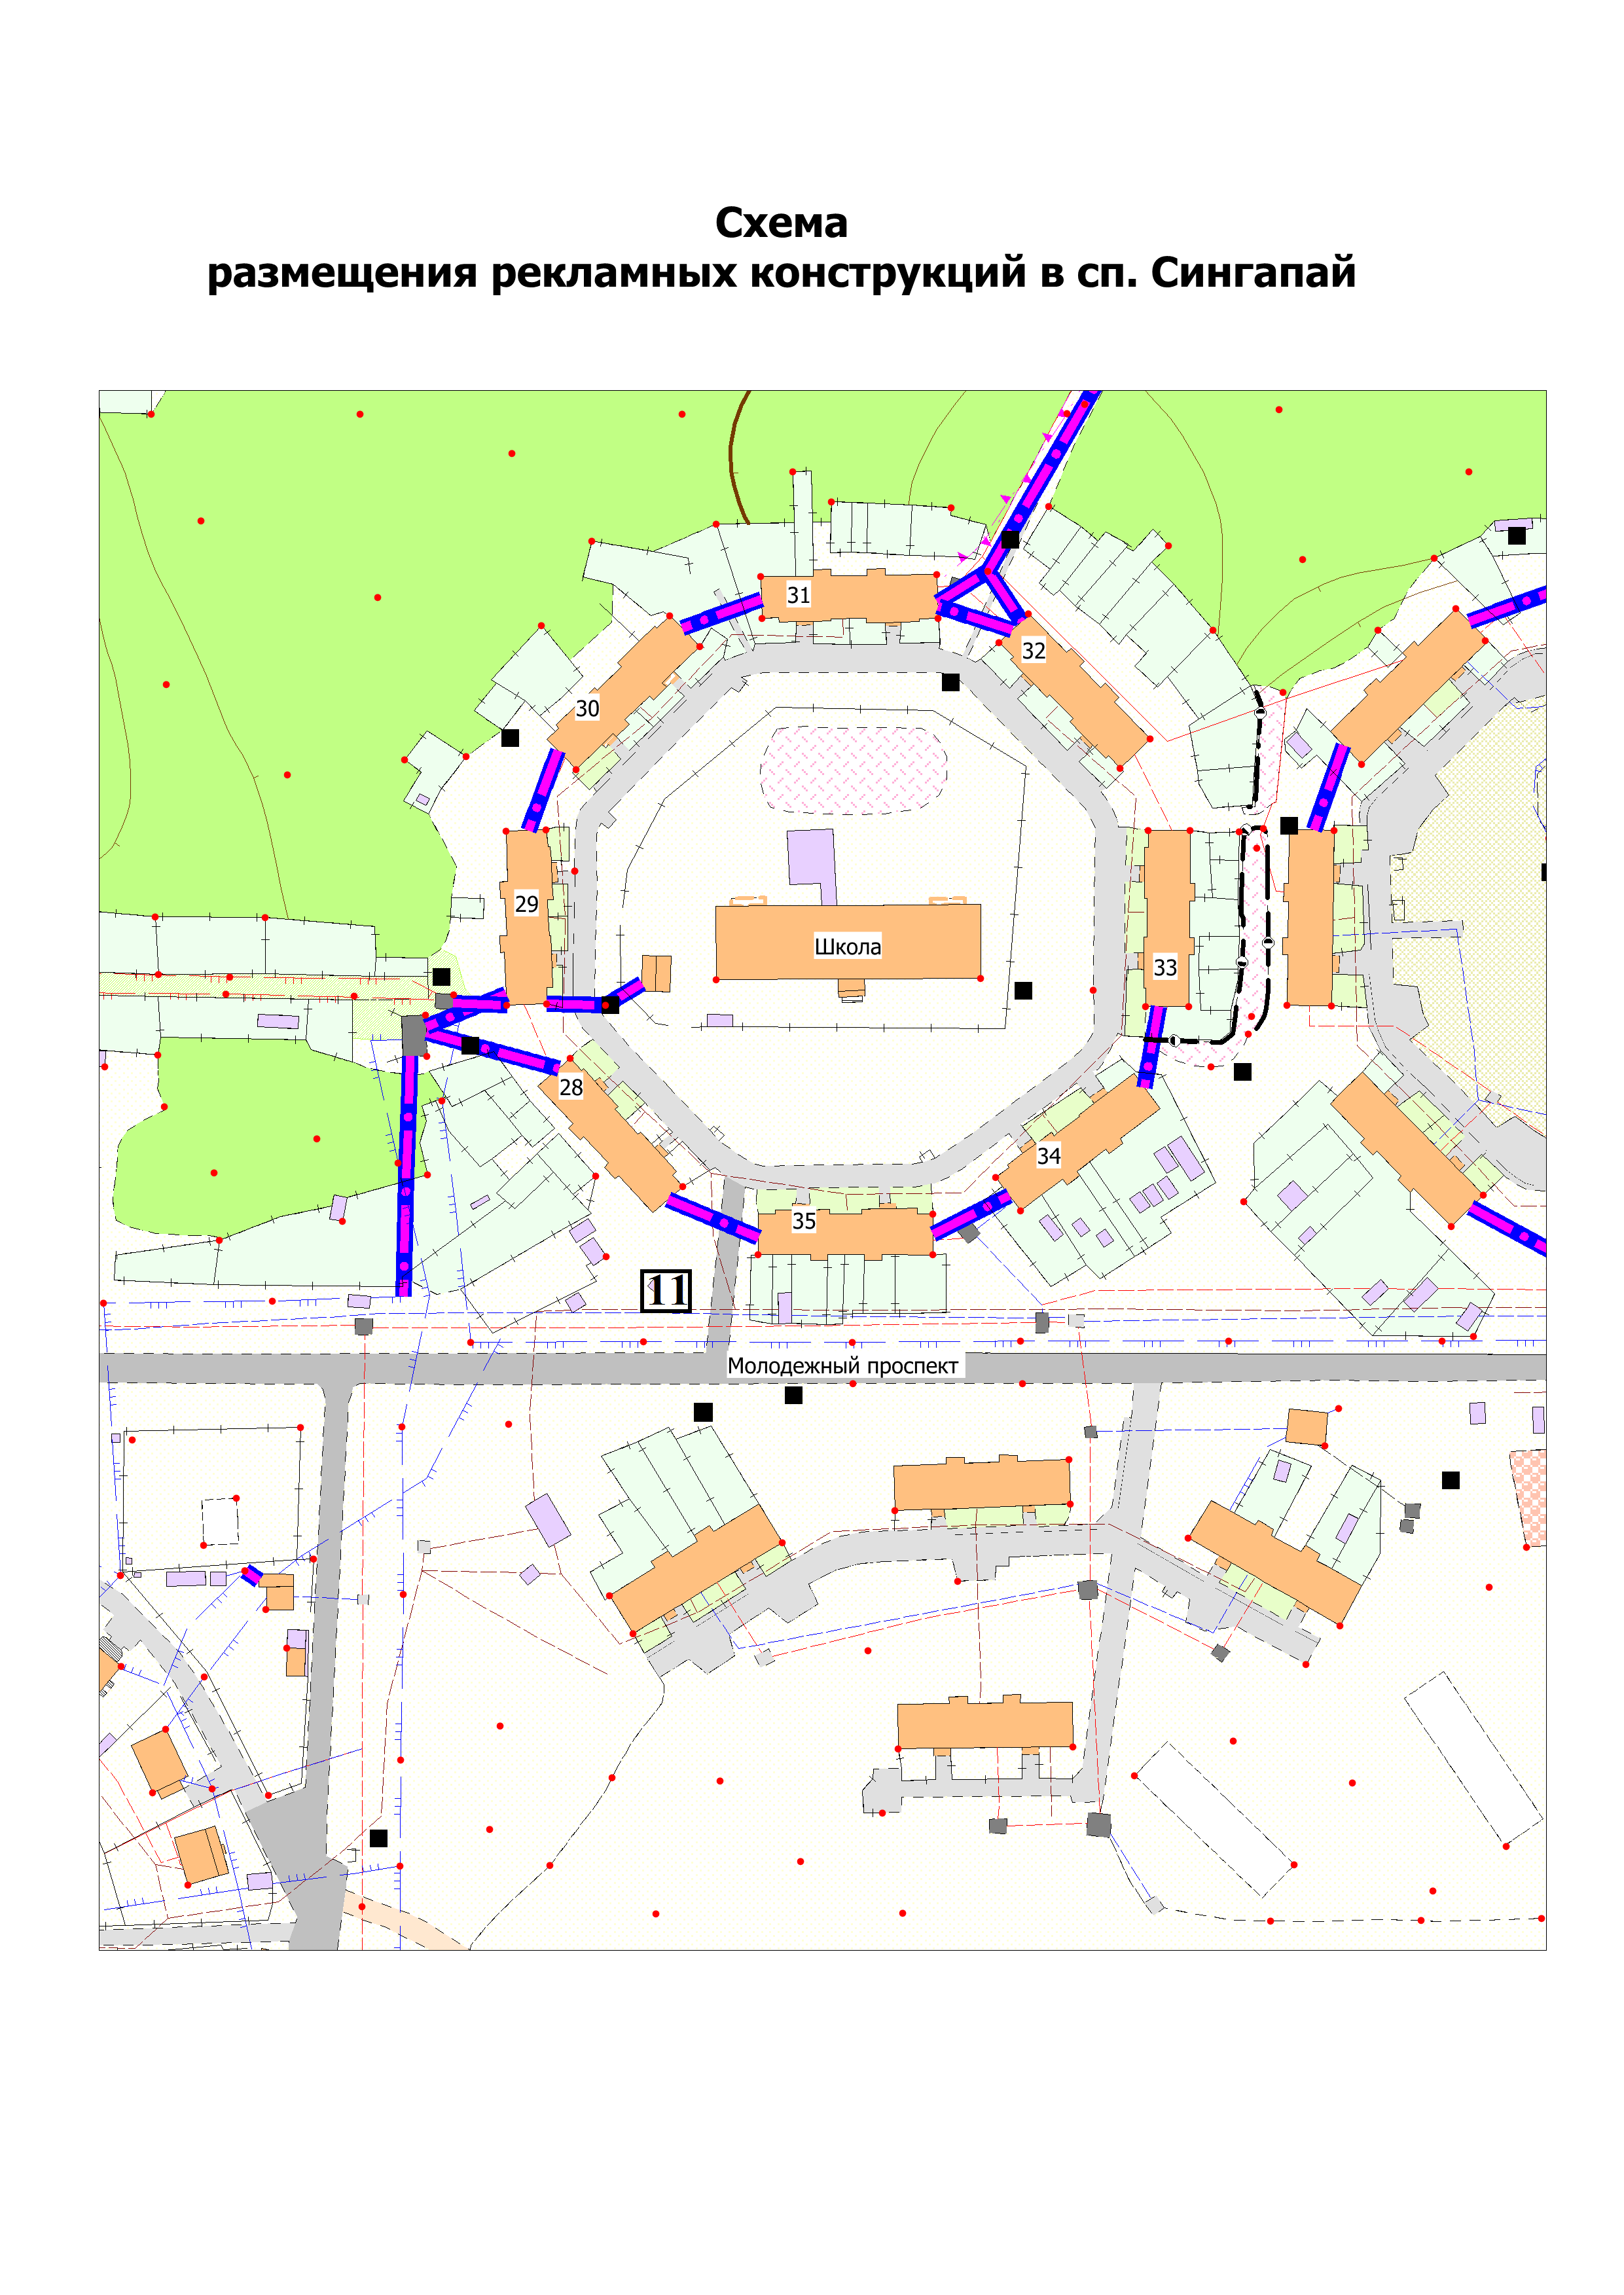 Схема
размещения рекламных конструкций в сп. Сингапай
31
32
30
29
Школа
33
28
34
35
11
Молодежный проспект